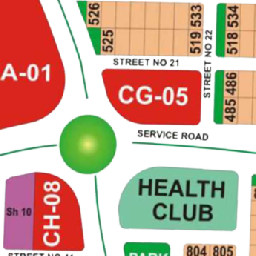 526
525
519 533
518 534
STREET NO 21
STREET NO 22
A-01
CG-05
485 486
SERVICE ROAD
Sh 10
CH-08
HEALTH
CLUB
PARK
804 805